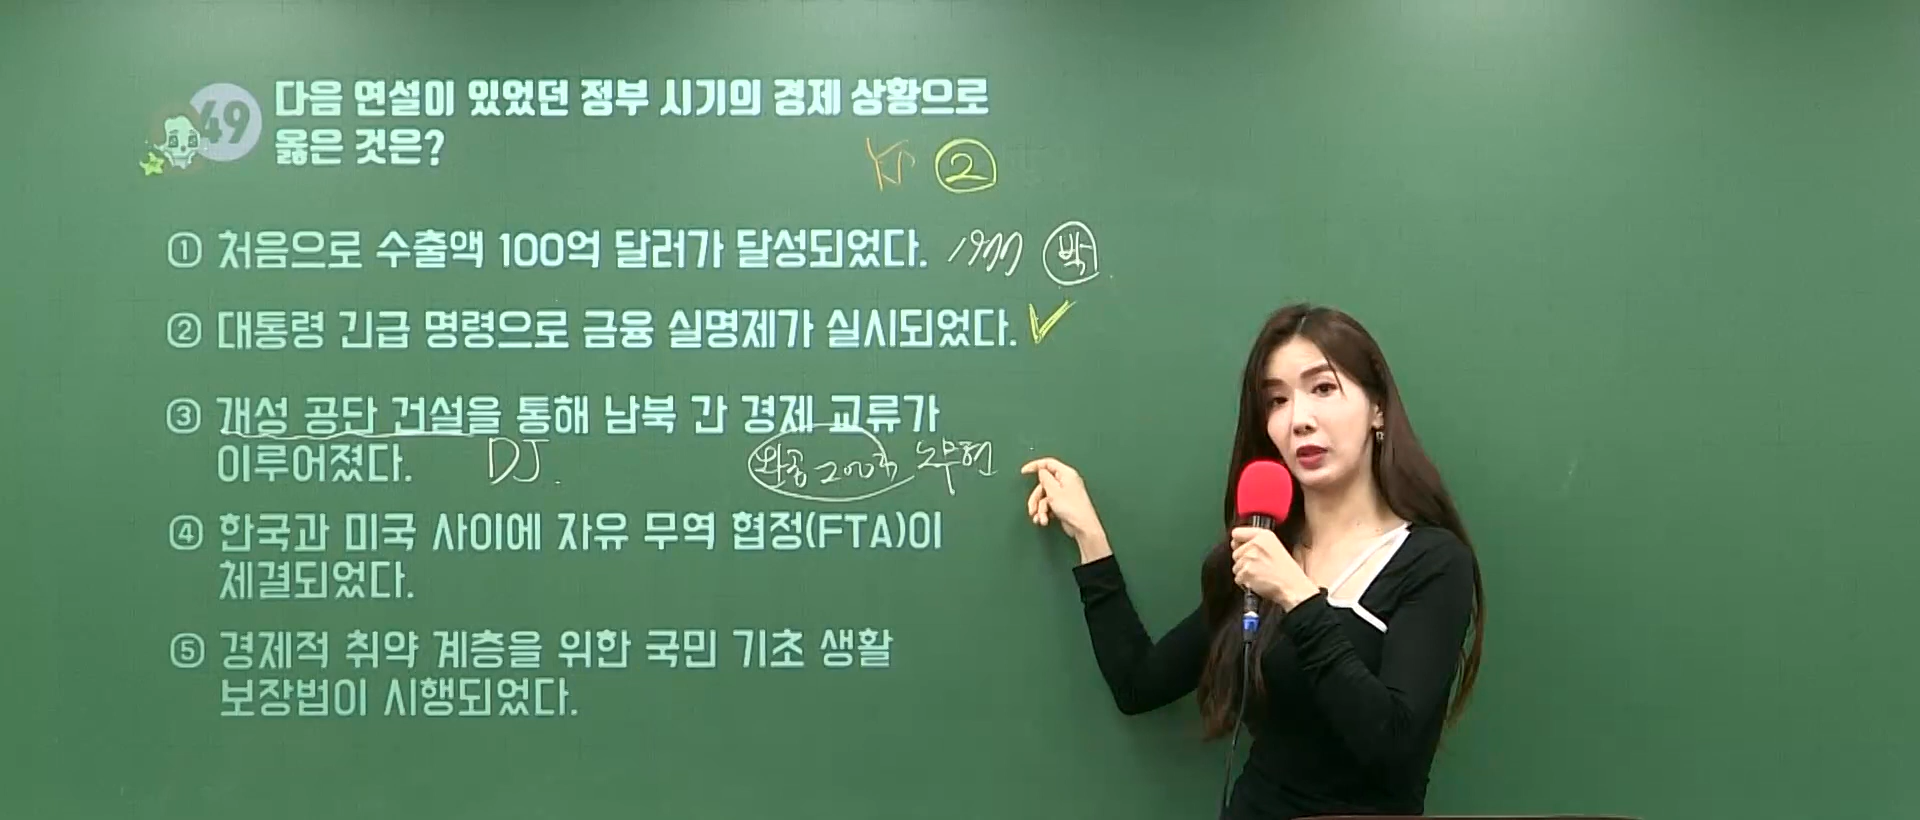 49 다음 연설이 있었던 정부 시기의 경제 상황으로
옳은 것은?
YS ②
① 처음으로 수출액 100억 달러가 달성되었다. 1977 박
② 대통령 긴급 명령으로 금융 실명제가 실시되었다. ✓
③ 개성 공단 건설을 통해 남북 간 경제 교류가
이루어졌다. DJ. 노무현
④ 한국과 미국 사이에 자유 무역 협정(FTA)이
체결되었다.
⑤ 경제적 취약 계층을 위한 국민 기초 생활
보장법이 시행되었다.